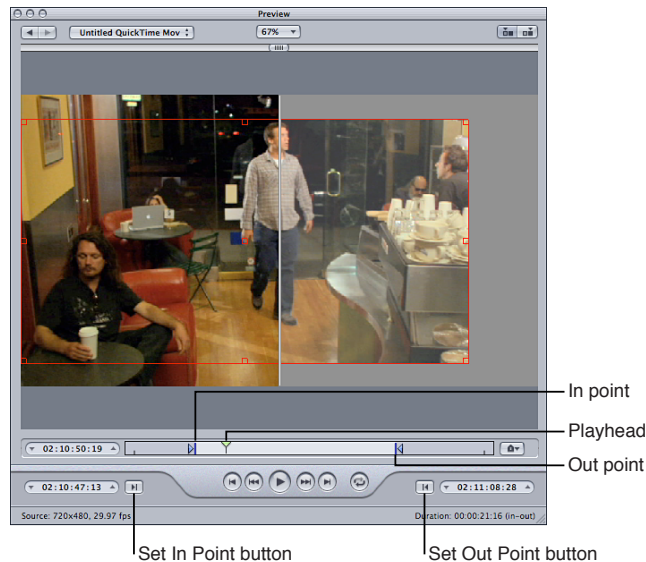 Preview
Untitled QuickTime Mov
67%
In point
Playhead
02:10:50:19
Out point
02:10:47:13
02:11:08:28
Source: 720x480, 29.97 fps
Duration: 00:00:21:16 (in-out)
Set In Point button
Set Out Point button